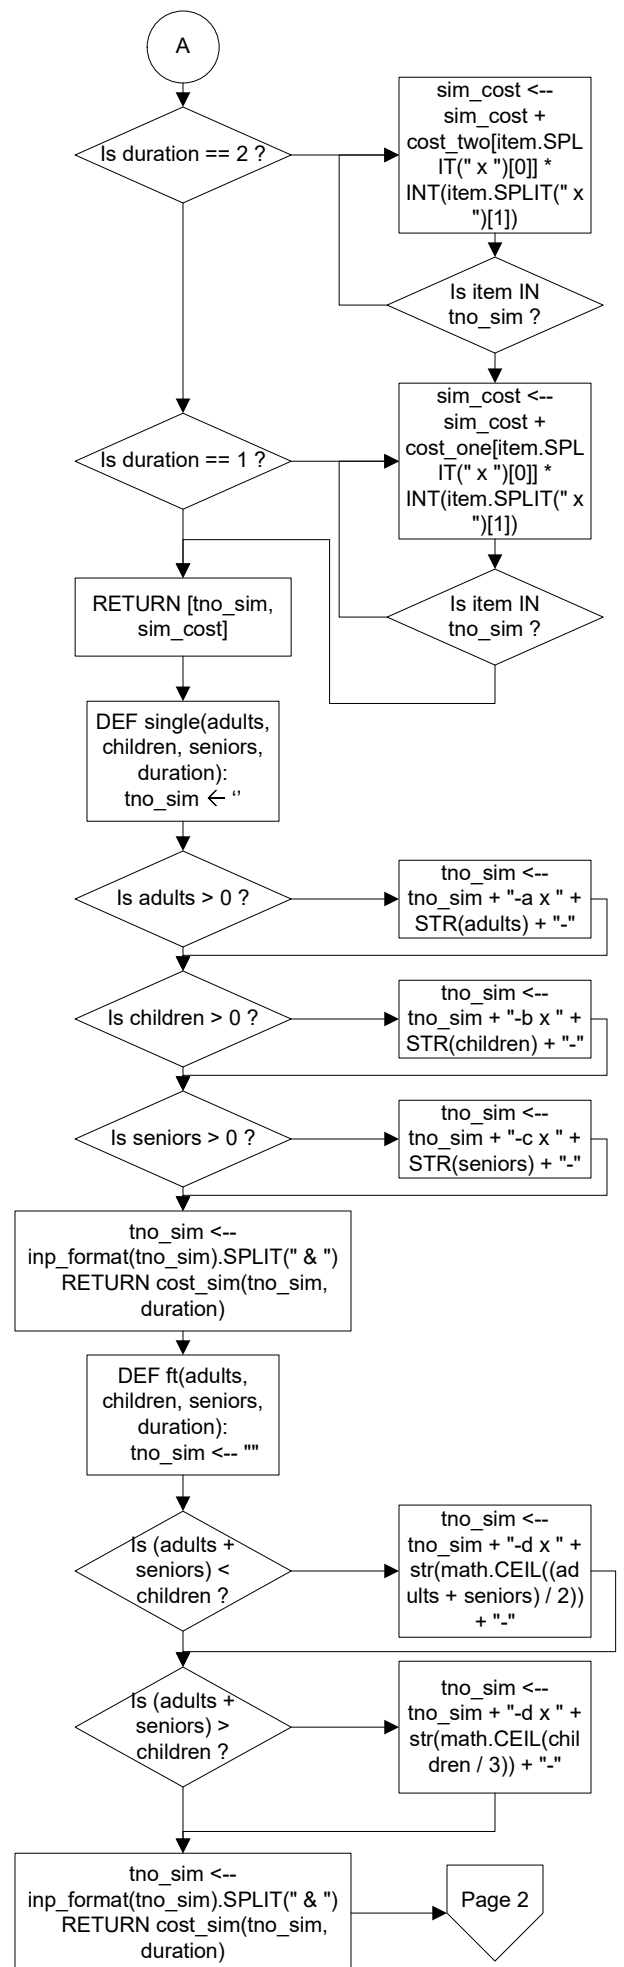 A
Is duration == 2 ?
sim_cost <--
sim_cost +
cost_two[item.SPL
IT(" x ")[0]] *
INT(item.SPLIT(" x
")[1])
Is item IN
tno_sim ?
Is duration == 1 ?
sim_cost <--
sim_cost +
cost_one[item.SPL
IT(" x ")[0]] *
INT(item.SPLIT(" x
")[1])
Is item IN
tno_sim ?
RETURN [tno_sim,
sim_cost]
DEF single(adults,
children, seniors,
duration):
tno_sim ← ‘’
Is adults > 0 ?
tno_sim <--
tno_sim + "-a x " +
STR(adults) + "-"
Is children > 0 ?
tno_sim <--
tno_sim + "-b x " +
STR(children) + "-"
Is seniors > 0 ?
tno_sim <--
tno_sim + "-c x " +
STR(seniors) + "-"
tno_sim <--
inp_format(tno_sim).SPLIT(" & ")
RETURN cost_sim(tno_sim,
duration)
DEF ft(adults,
children, seniors,
duration):
tno_sim <-- ""
Is (adults +
seniors) <
children ?
tno_sim <--
tno_sim + "-d x " +
str(math.CEIL((ad
ults + seniors) / 2))
+ "-"
Is (adults +
seniors) >
children ?
tno_sim <--
tno_sim + "-d x " +
str(math.CEIL(chil
dren / 3)) + "-"
tno_sim <--
inp_format(tno_sim).SPLIT(" & ")
RETURN cost_sim(tno_sim,
duration)
Page 2